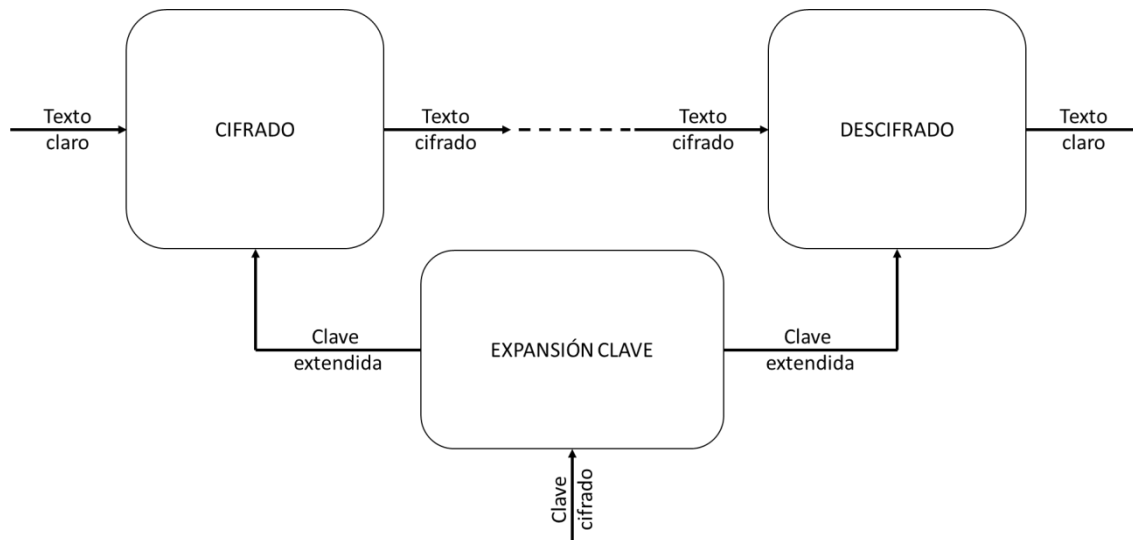 Texto
claro
CIFRADO
Texto
cifrado
Texto
cifrado
DESCIFRADO
Texto
claro
Clave
extendida
EXPANSIÓN CLAVE
Clave
extendida
Clave
cifrado